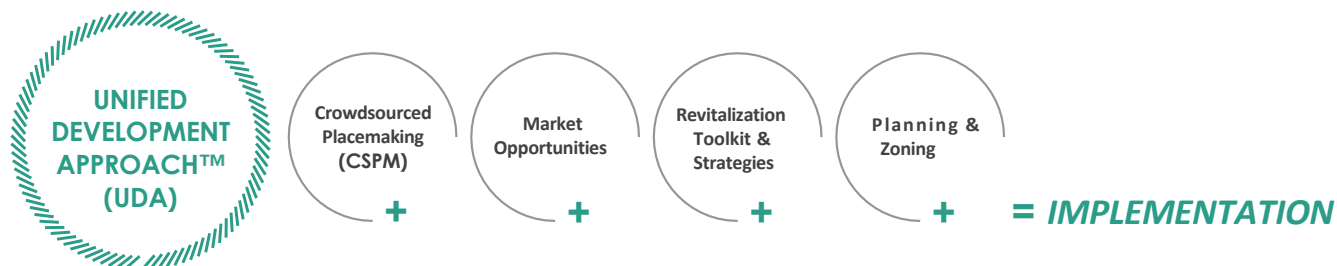 UNIFIED
DEVELOPMENT
APPROACH™
(UDA)
Crowdsourced
Placemaking
(CSPM)
+
Market
Opportunities
+
Revitalization
Toolkit &
Strategies
+
Planning &
Zoning
+
= IMPLEMENTATION